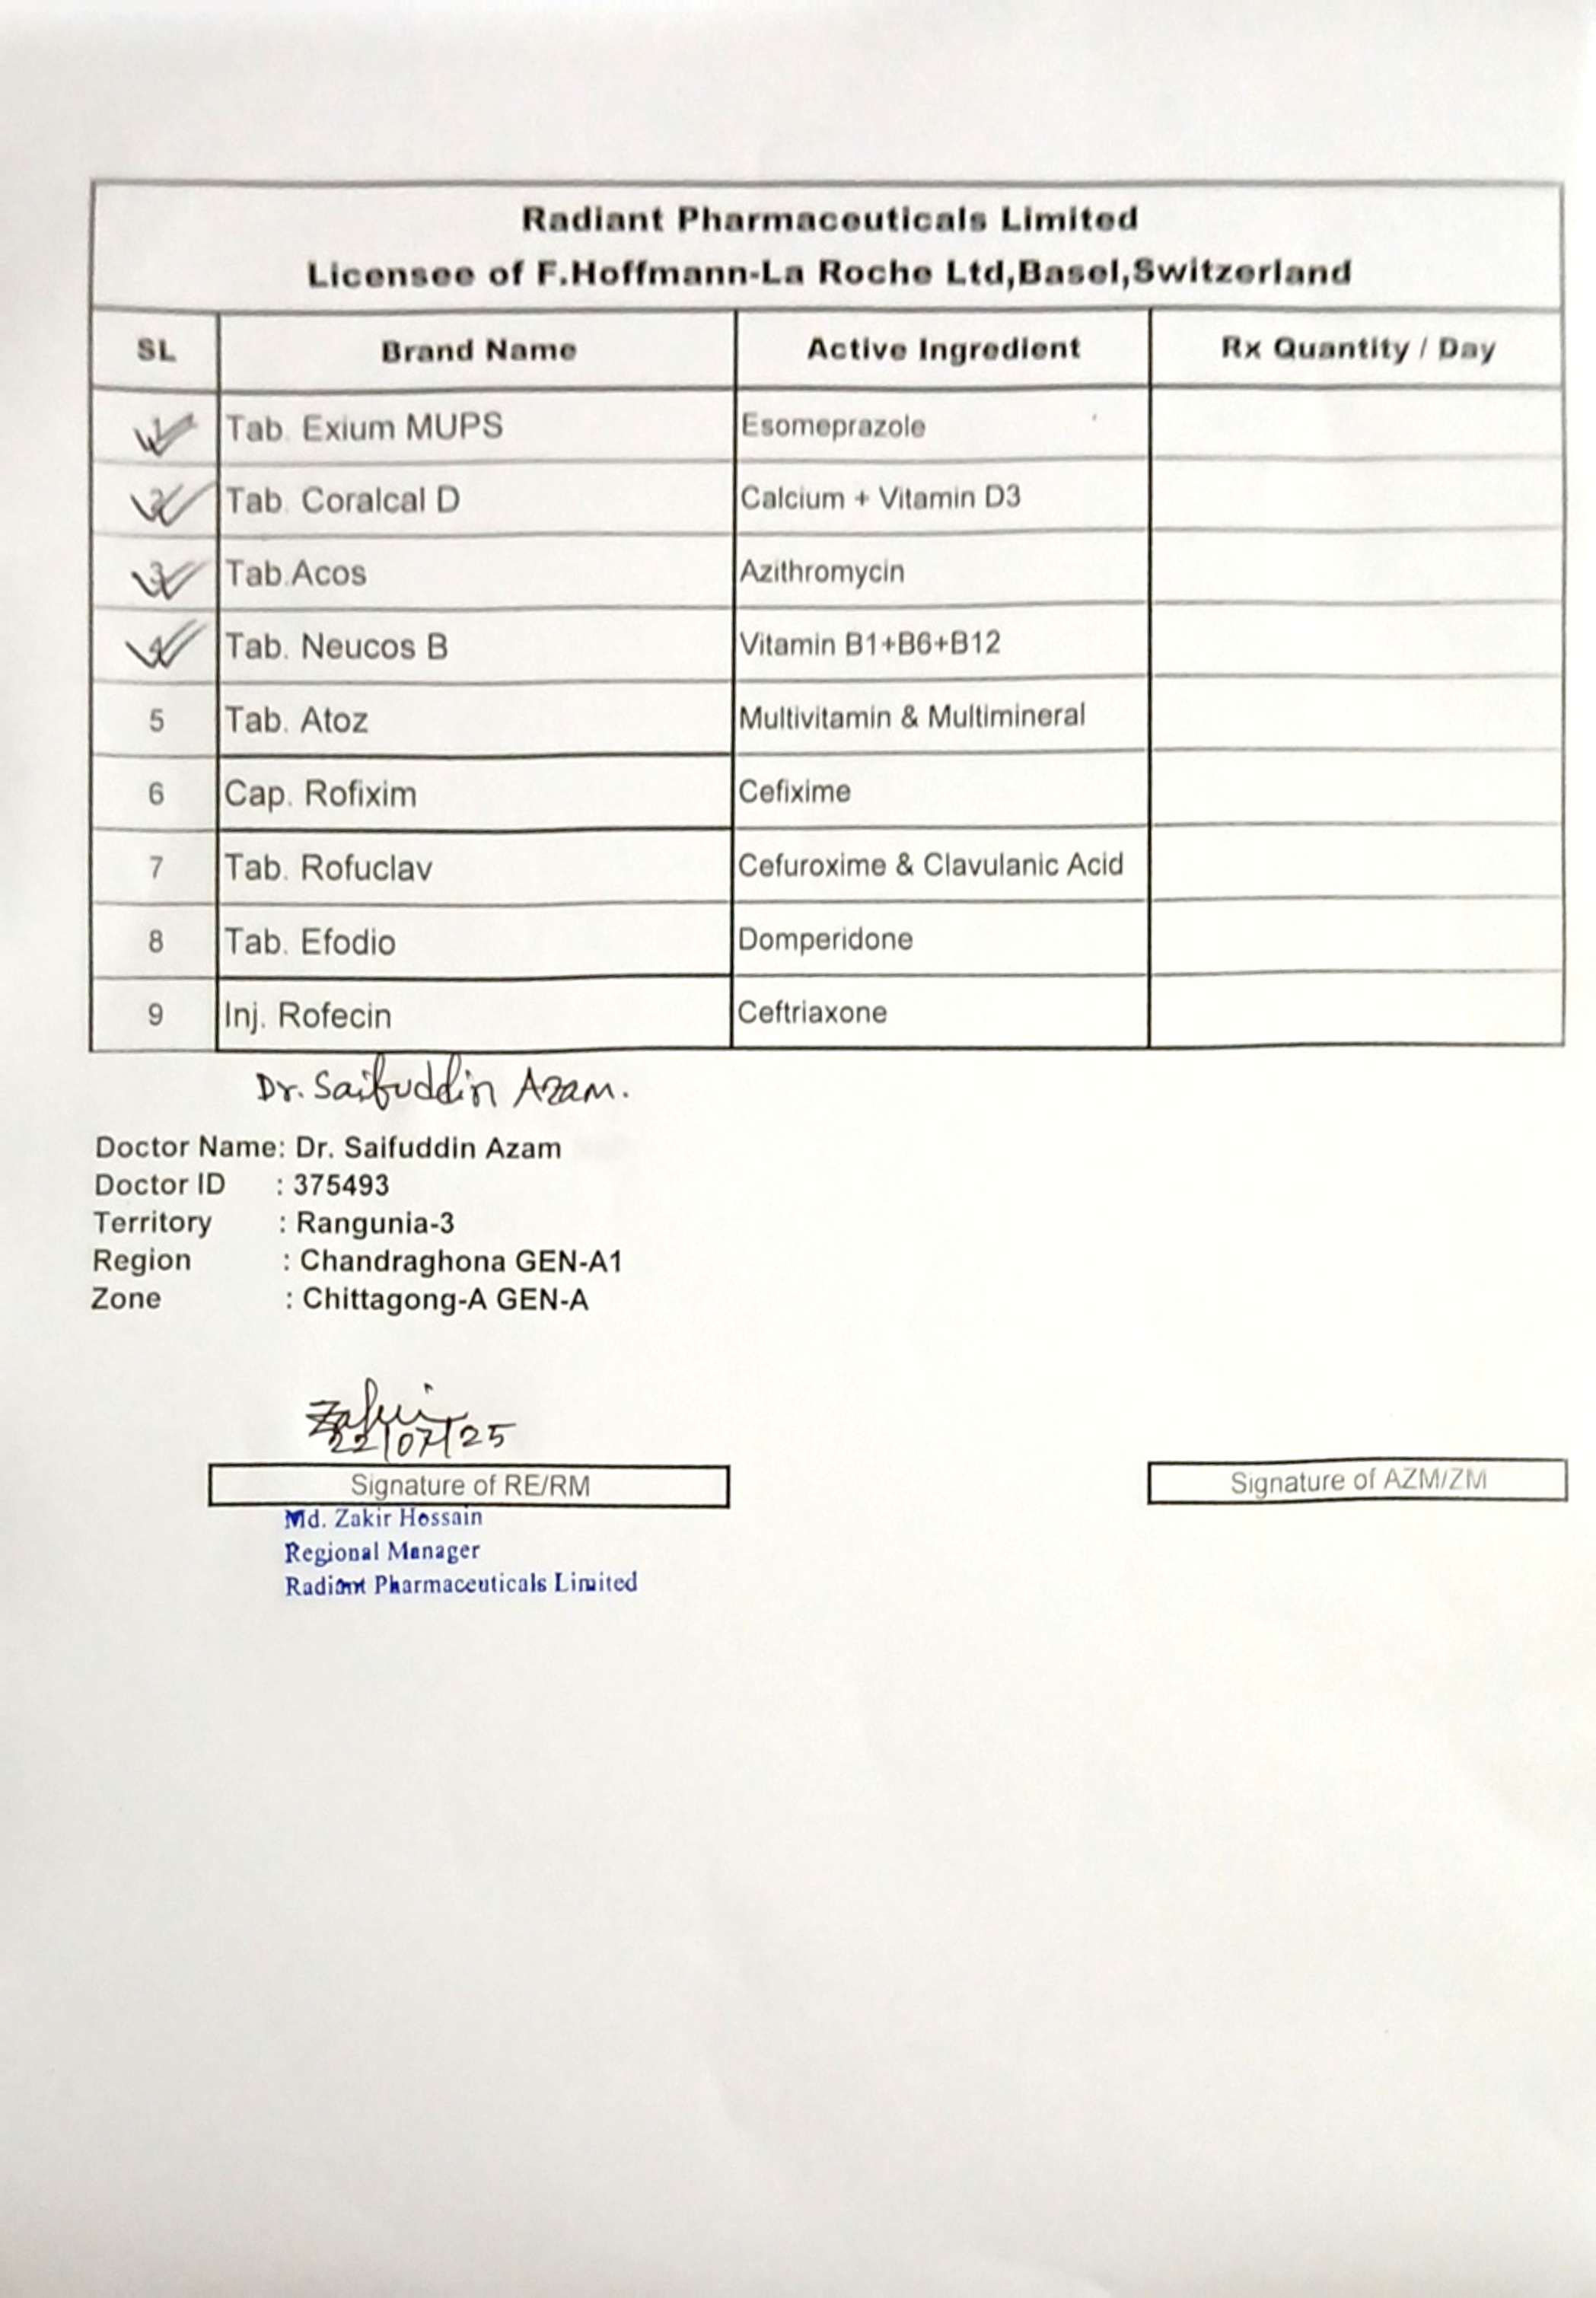 Radiant Pharmaceuticals Limited
Licensee of F.Hoffmann-La Roche Ltd,Basel,Switzerland
SL Brand Name Active Ingredient Rx Quantity / Day
1 Tab. Exium MUPS Esomeprazole
2 Tab. Coralcal D Calcium + Vitamin D3
3 Tab.Acos Azithromycin
4 Tab. Neucos B Vitamin B1+B6+B12
5 Tab. Atoz Multivitamin & Multimineral
6 Cap. Rofixim Cefixime
7 Tab. Rofuclav Cefuroxime & Clavulanic Acid
8 Tab. Efodio Domperidone
9 Inj. Rofecin Ceftriaxone
Dr. Saifuddin Azam.
Doctor Name: Dr. Saifuddin Azam
Doctor ID : 375493
Territory : Rangunia-3
Region : Chandraghona GEN-A1
Zone : Chittagong-A GEN-A
22/07/25
Signature of RE/RM Signature of AZM/ZM
Md. Zakir Hossain
Regional Manager
Radiant Pharmaceuticals Limited